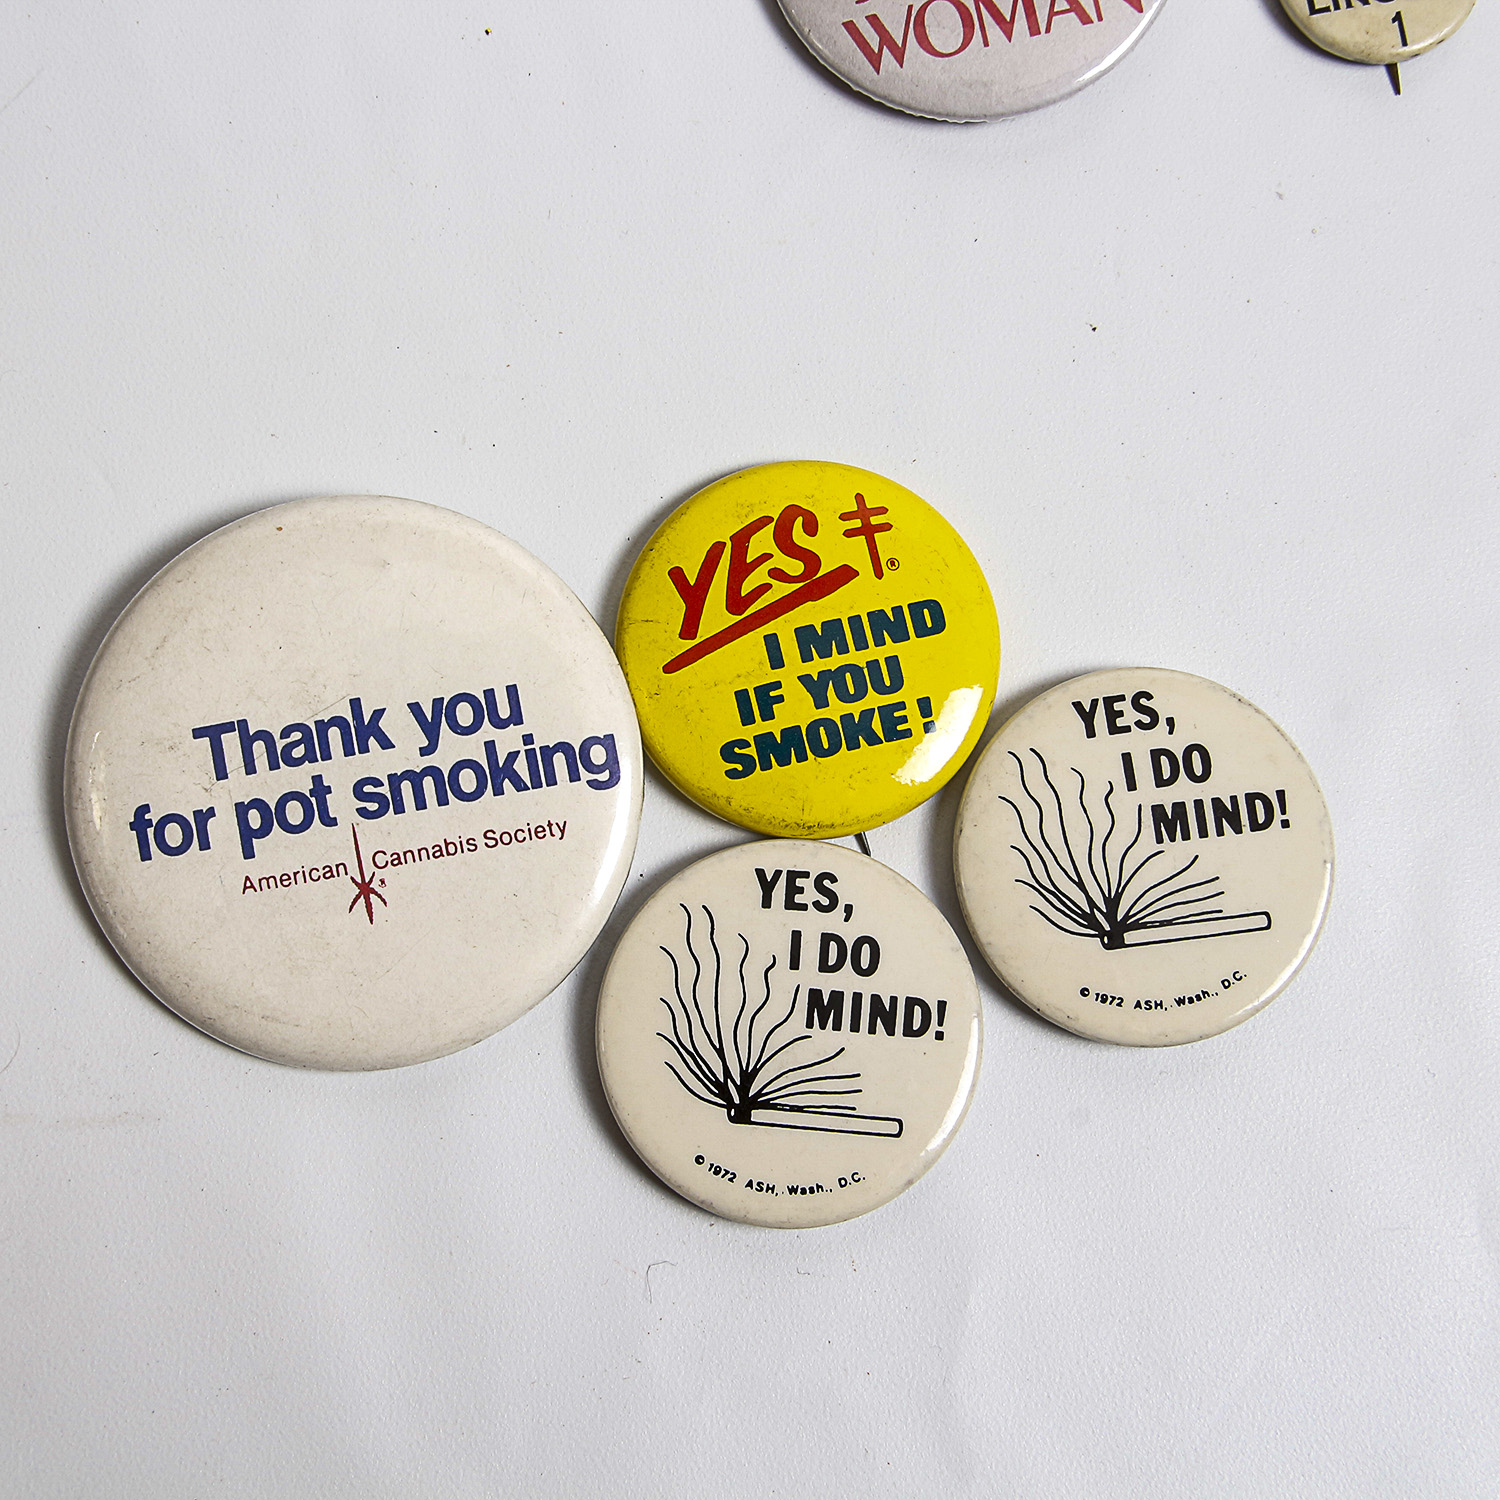 WOMAN
1
Thank you
for pot smoking
American Cannabis Society
YES
®
I MIND
IF YOU
SMOKE!
YES,
I DO
MIND!
© 1972 ASH, Wash., D.C.
YES,
I DO
MIND!
© 1972 ASH, Wash., D.C.